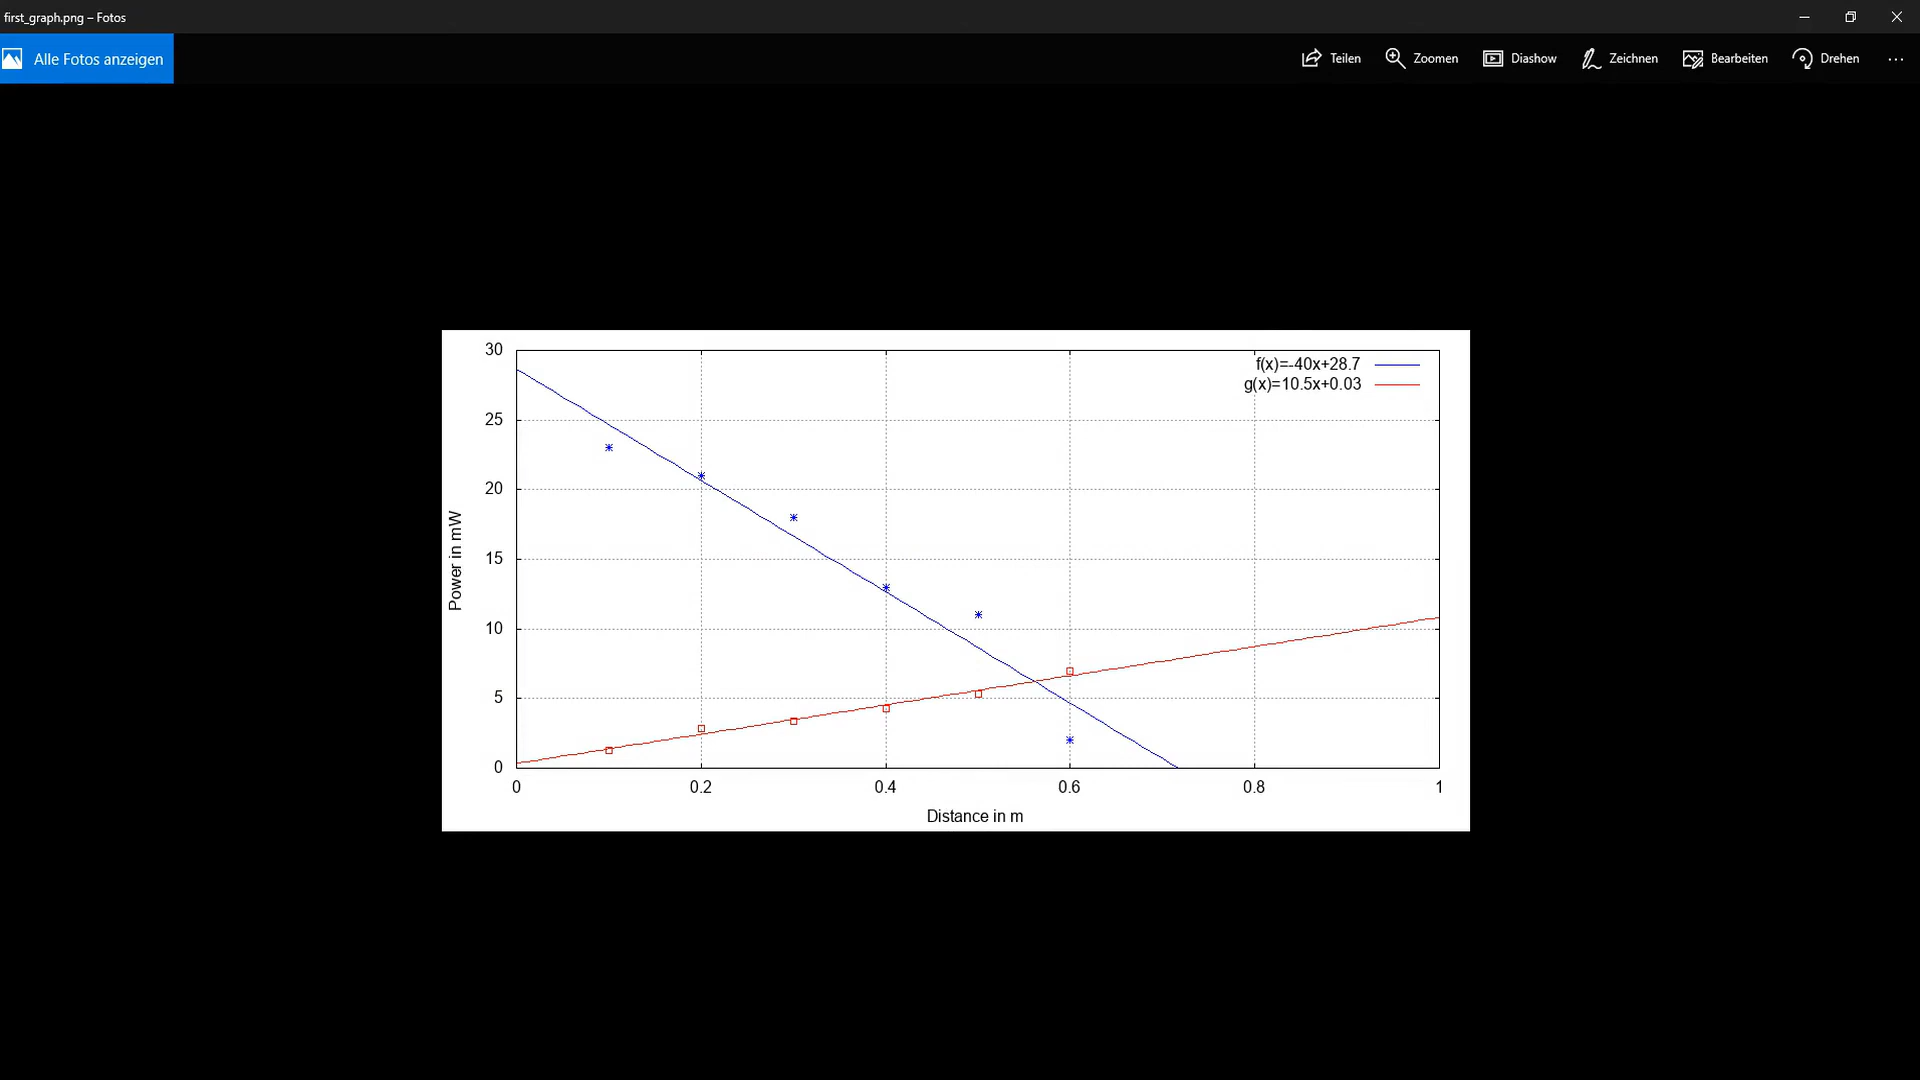 first_graph.png – Fotos
Alle Fotos anzeigen
Teilen
Zoomen
Diashow
Zeichnen
Bearbeiten
Drehen
f(x)=-40x+28.7
g(x)=10.5x+0.03
30
25
20
15
10
5
0
Power in mW
0 0.2 0.4 0.6 0.8 1
Distance in m